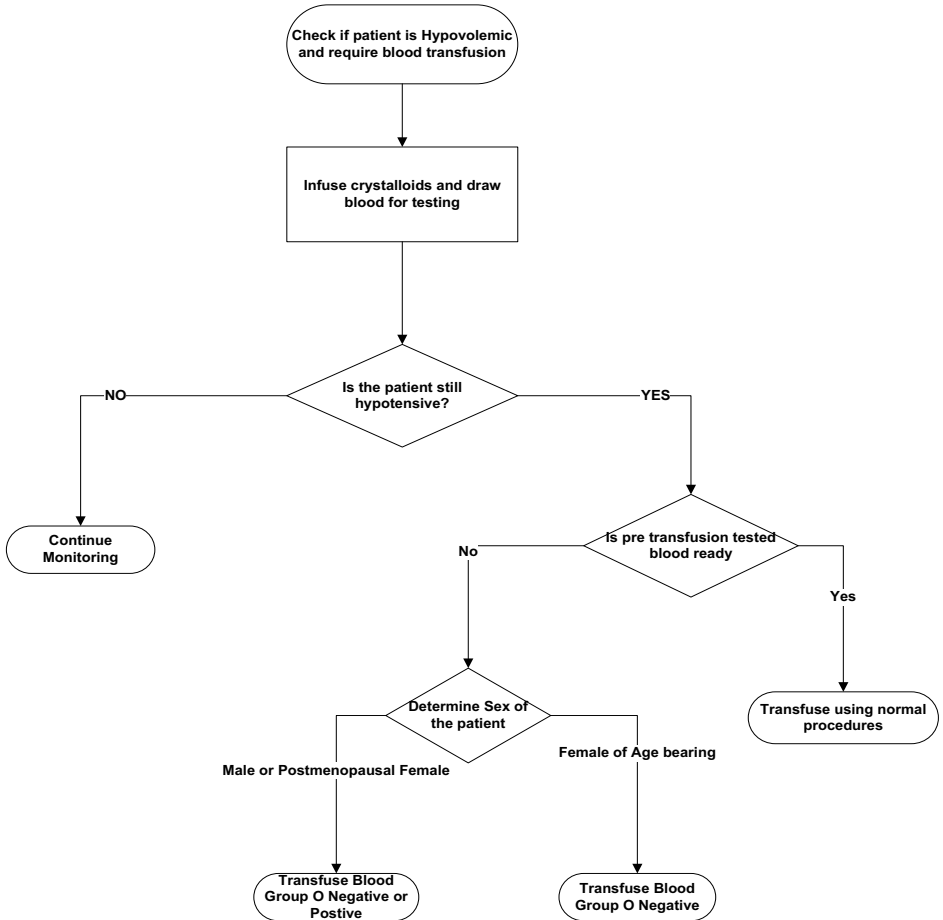 Check if patient is Hypovolemic
and require blood transfusion
Infuse crystalloids and draw
blood for testing
Is the patient still
hypotensive?
NO
YES
Continue
Monitoring
Is pre transfusion tested
blood ready
No
Yes
Determine Sex of
the patient
Transfuse using normal
procedures
Male or Postmenopausal Female
Female of Age bearing
Transfuse Blood
Group O Negative or
Postive
Transfuse Blood
Group O Negative